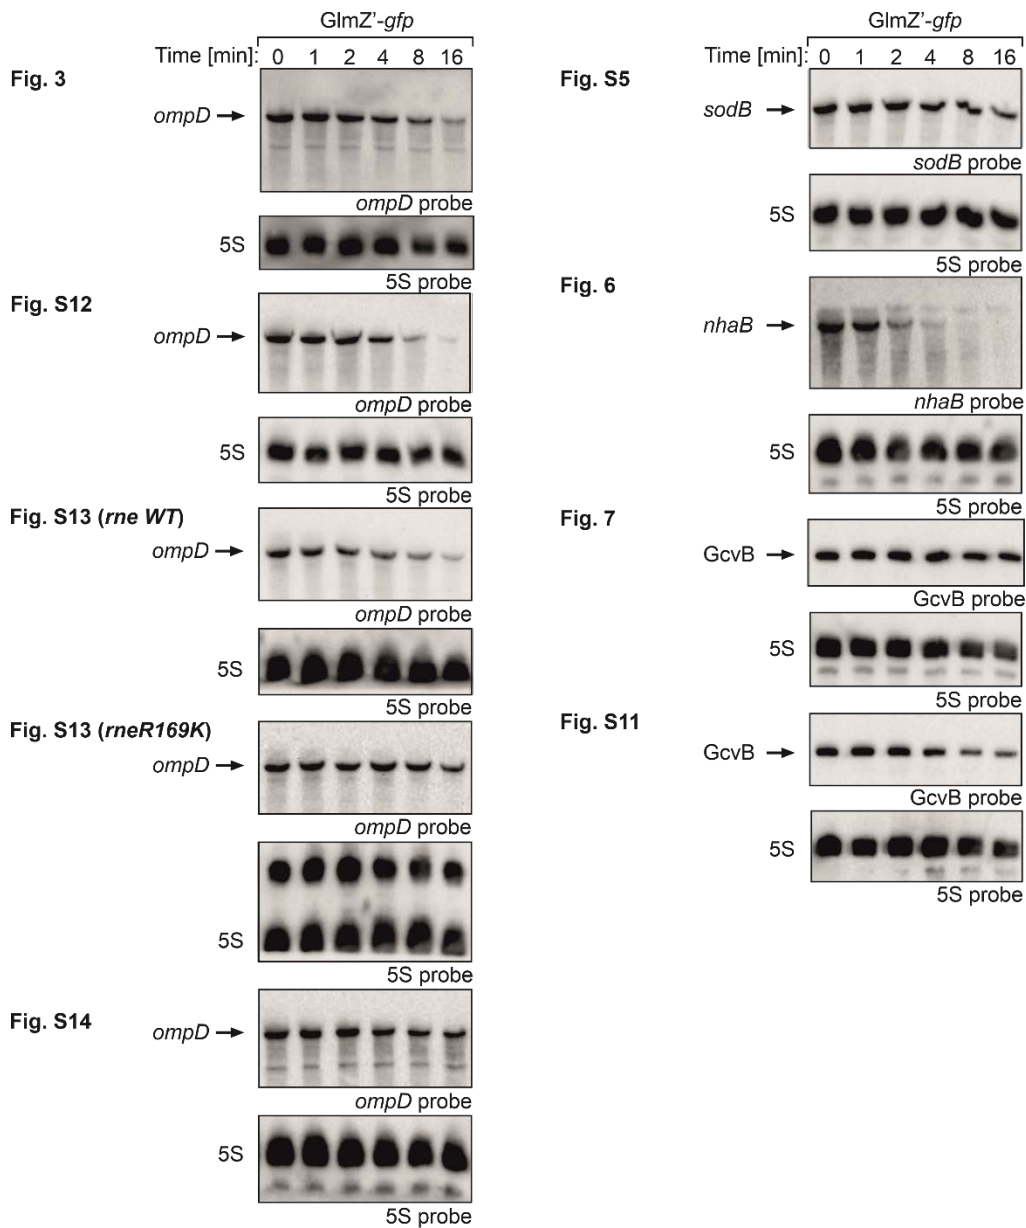 GlmZ'-gfp
Time [min]: 0 1 2 4 8 16
Fig. 3
ompD
ompD probe
5S
5S probe
Fig. S12
ompD
ompD probe
5S
5S probe
Fig. S13 (rne WT)
ompD
ompD probe
5S
5S probe
Fig. S13 (rneR169K)
ompD
ompD probe
5S
5S probe
Fig. S14
ompD
ompD probe
5S
5S probe
GlmZ'-gfp
Time [min]: 0 1 2 4 8 16
Fig. S5
sodB
sodB probe
5S
5S probe
Fig. 6
nhaB
nhaB probe
5S
5S probe
Fig. 7
GcvB
GcvB probe
5S
5S probe
Fig. S11
GcvB
GcvB probe
5S
5S probe